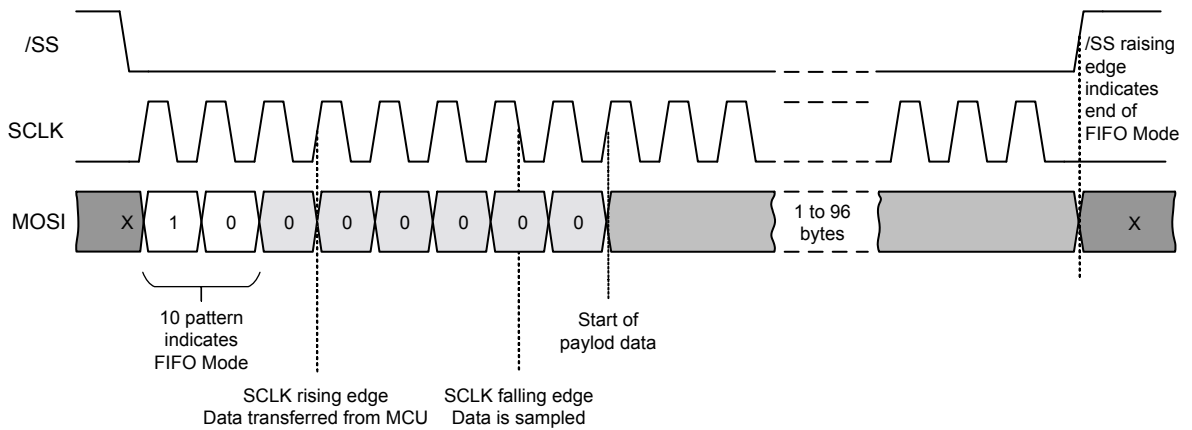 /SS
/SS raising
edge
indicates
end of
FIFO Mode
SCLK
MOSI
X 1 0 0 0 0 0 0 0 1 to 96 X
bytes
10 pattern
indicates
FIFO Mode
Start of
paylod data
SCLK rising edge
Data transferred from MCU
SCLK falling edge
Data is sampled